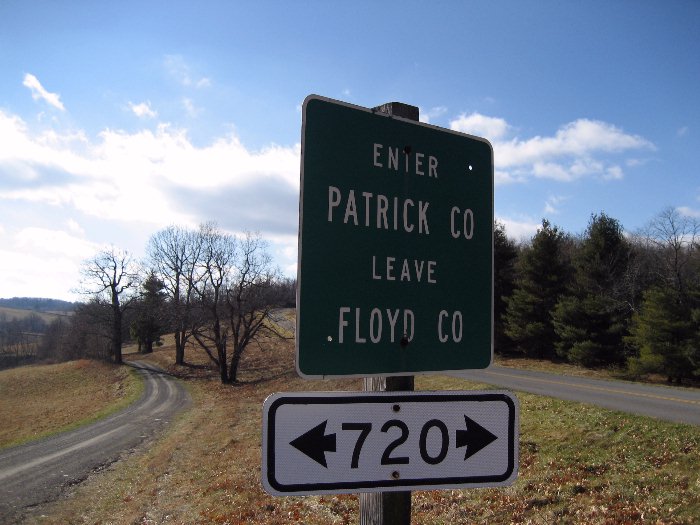 ENTER
PATRICK CO
LEAVE
FLOYD CO
720